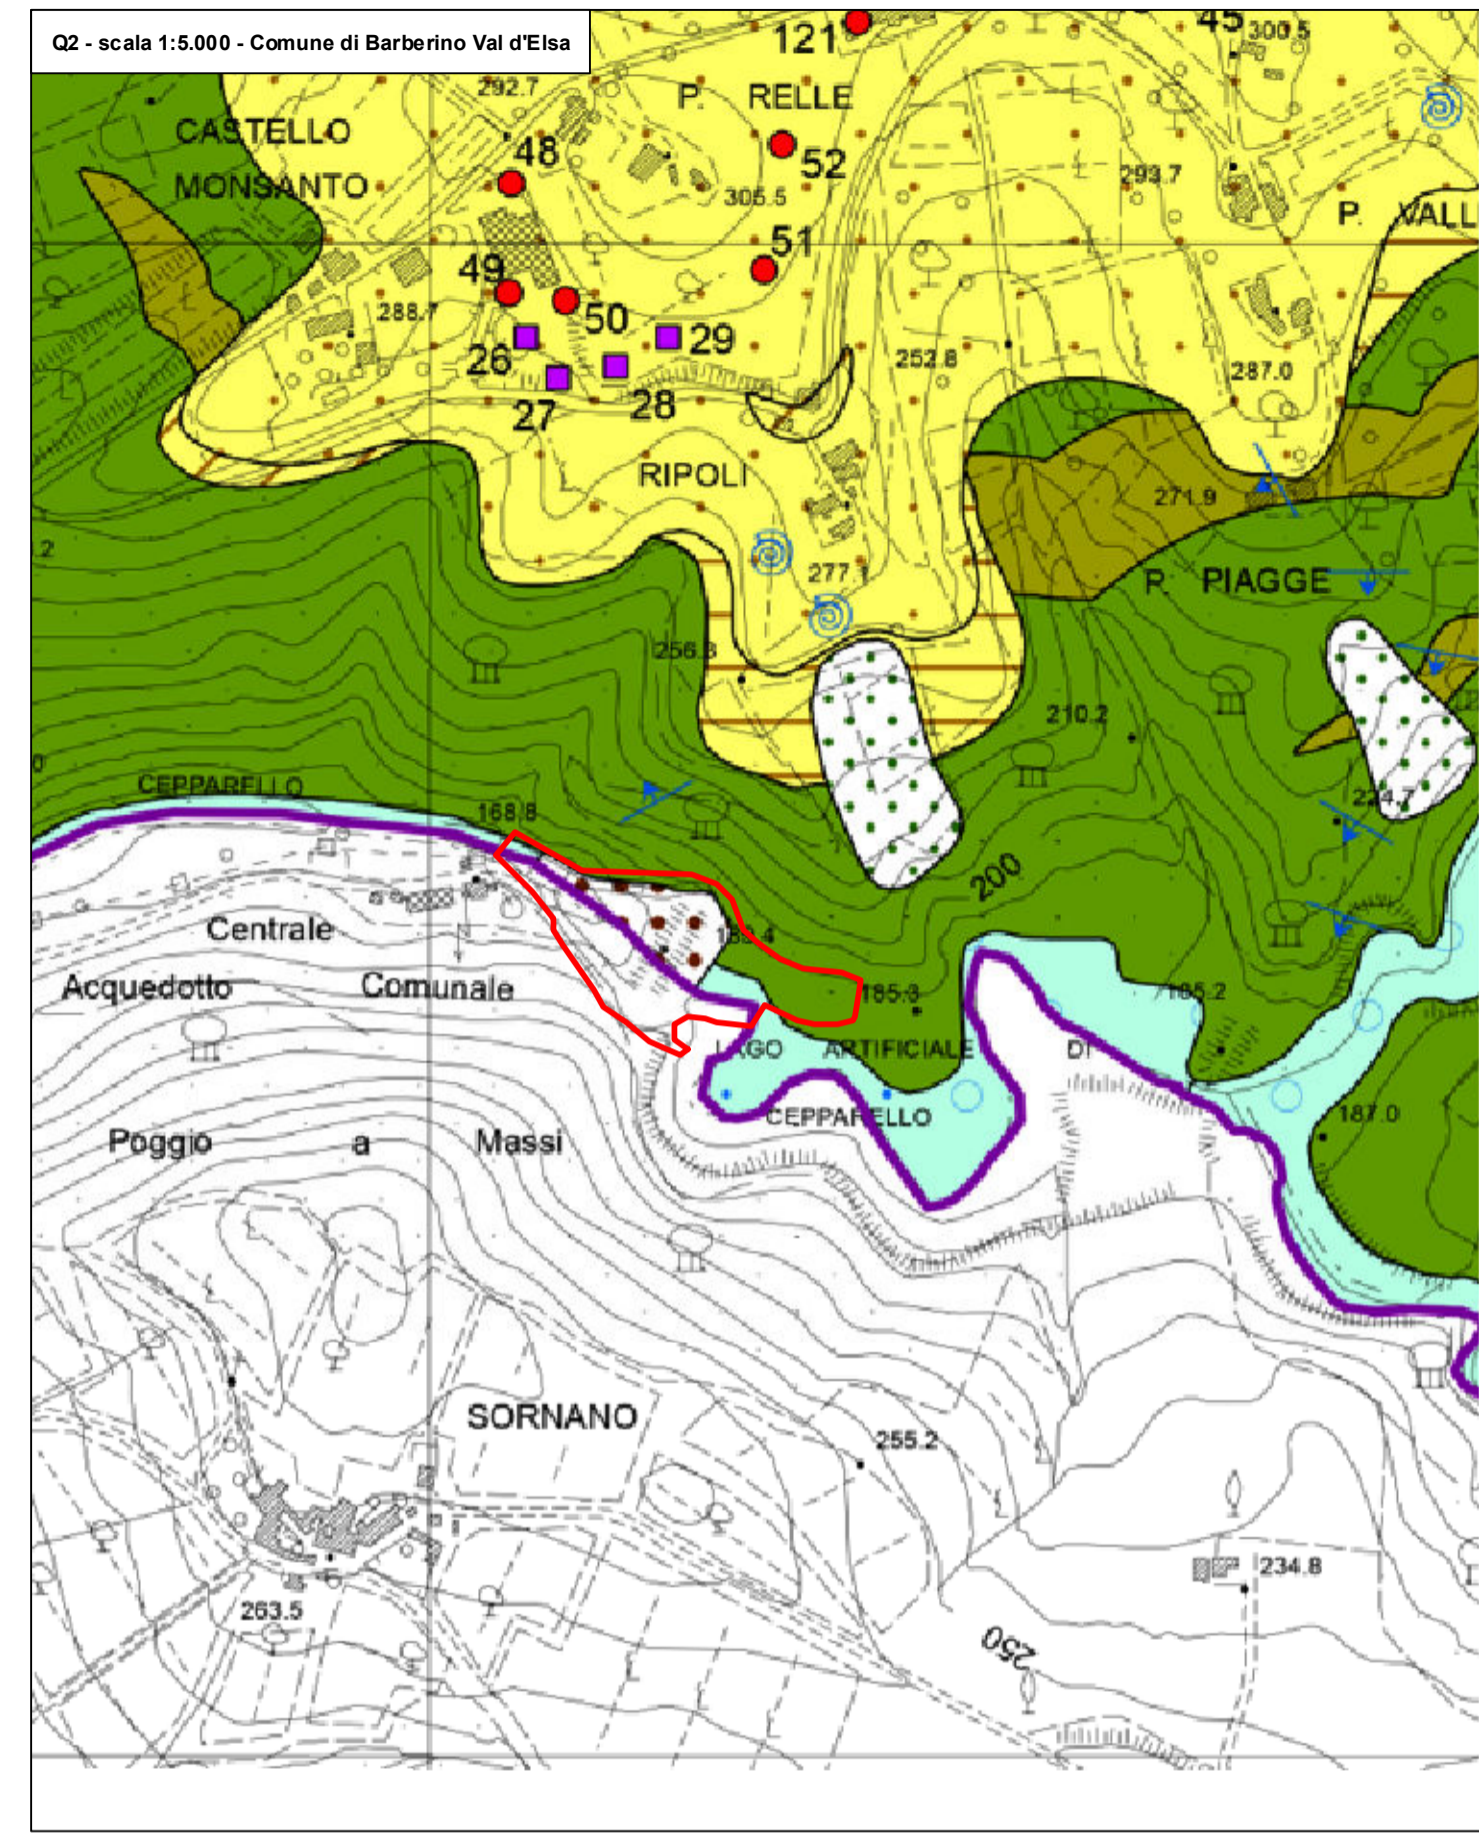 Q2 - scala 1:5.000 - Comune di Barberino Val d'Elsa
121
45
300.5
292.7
P. RELLE
CASTELLO
MONSANTO
48
52
305.5
293.7
P. VALL
49
51
288.7
50
29
26
28
27
252.8
287.0
RIPOLI
271.9
277.1
P. PIAGGE
256.3
210.2
CEPPARELLO
168.8
224.7
200
Centrale
Acquedotto Comunale
185.3
185.2
LAGO ARTIFICIALE DI
CEPPARELLO
187.0
Poggio a Massi
SORNANO
255.2
234.8
263.5
250